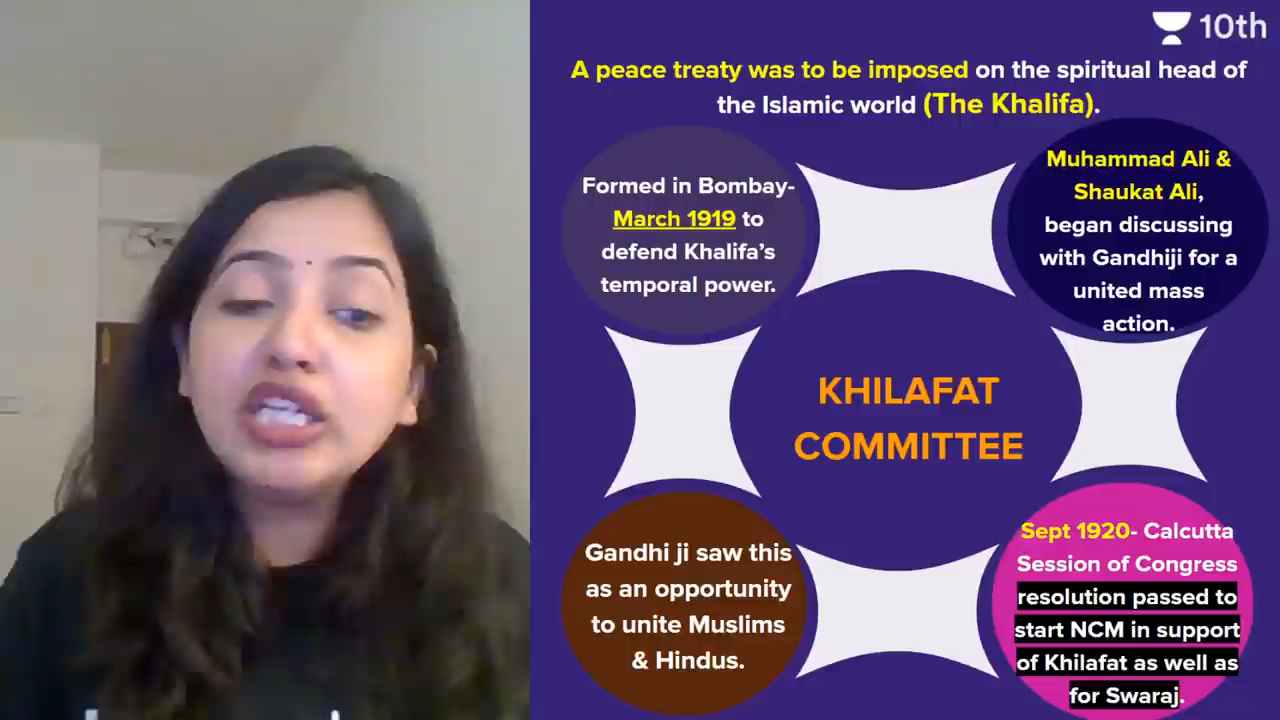 10th
A peace treaty was to be imposed on the spiritual head of
the Islamic world (The Khalifa).
Formed in Bombay-
March 1919 to
defend Khalifa's
temporal power.
Muhammad Ali &
Shaukat Ali,
began discussing
with Gandhiji for a
united mass
action.
KHILAFAT
COMMITTEE
Gandhi ji saw this
as an opportunity
to unite Muslims
& Hindus.
Sept 1920- Calcutta
Session of Congress
resolution passed to
start NCM in support
of Khilafat as well as
for Swaraj.